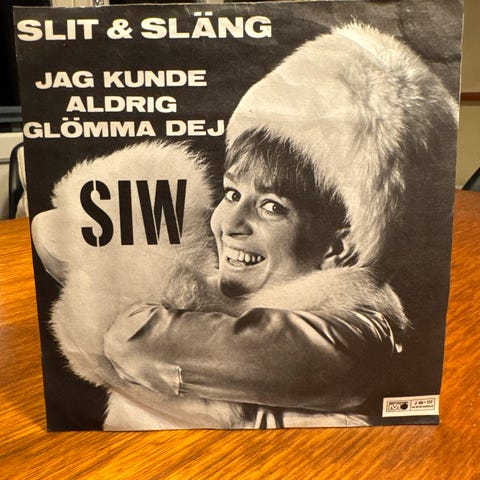 SLIT & SLÄNG
JAG KUNDE
ALDRIG
GLÖMMA DEJ
SIW